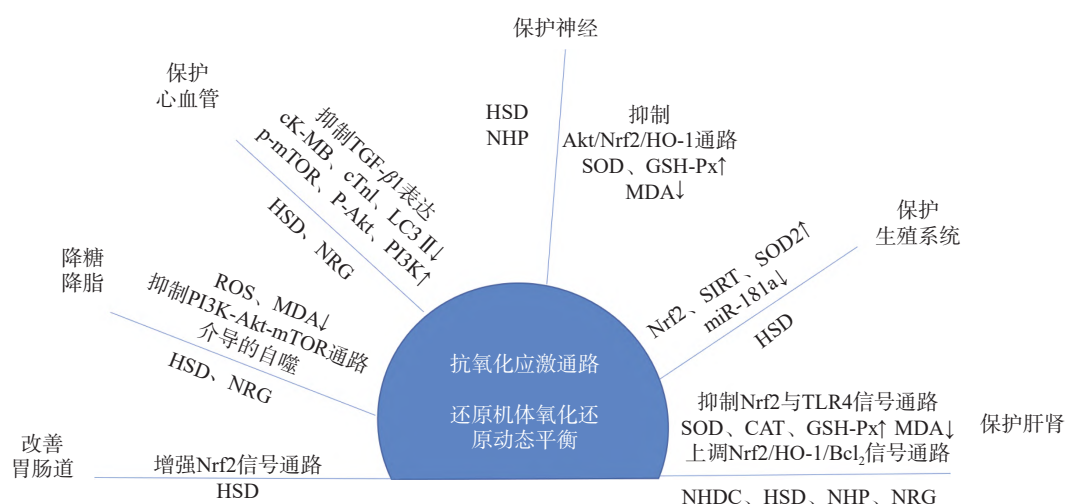 保护神经
HSD
NHP
抑制
Akt/Nrf2/HO-1通路
SOD、GSH-Px↑
MDA↓
保护
心血管
抑制TGF-β1表达
cK-MB、cTnl、LC3Ⅱ↓
p-mTOR、P-Akt、PI3K↑
HSD、NRG
保护
生殖系统
Nrf2、SIRT、SOD2↑
miR-181a↓
HSD
降糖
降脂
ROS、MDA↓
抑制PI3K-Akt-mTOR通路
介导的自噬
HSD、NRG
抗氧化应激通路
还原机体氧化还
原动态平衡
改善
胃肠道
增强Nrf2信号通路
HSD
抑制Nrf2与TLR4信号通路
SOD、CAT、GSH-Px↑ MDA↓
上调Nrf2/HO-1/Bcl₂信号通路
保护肝肾
NHDC、HSD、NHP、NRG